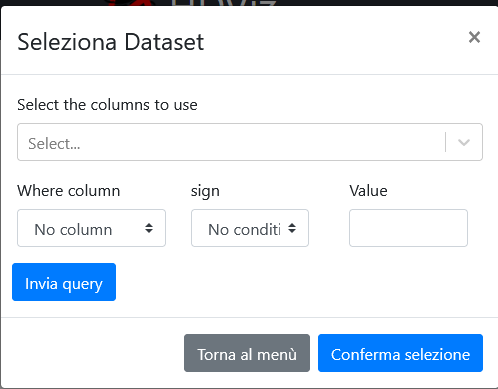 Seleziona Dataset
×
Select the columns to use
Select...
Where column sign Value
No column No conditi
Invia query
Torna al menù Conferma selezione